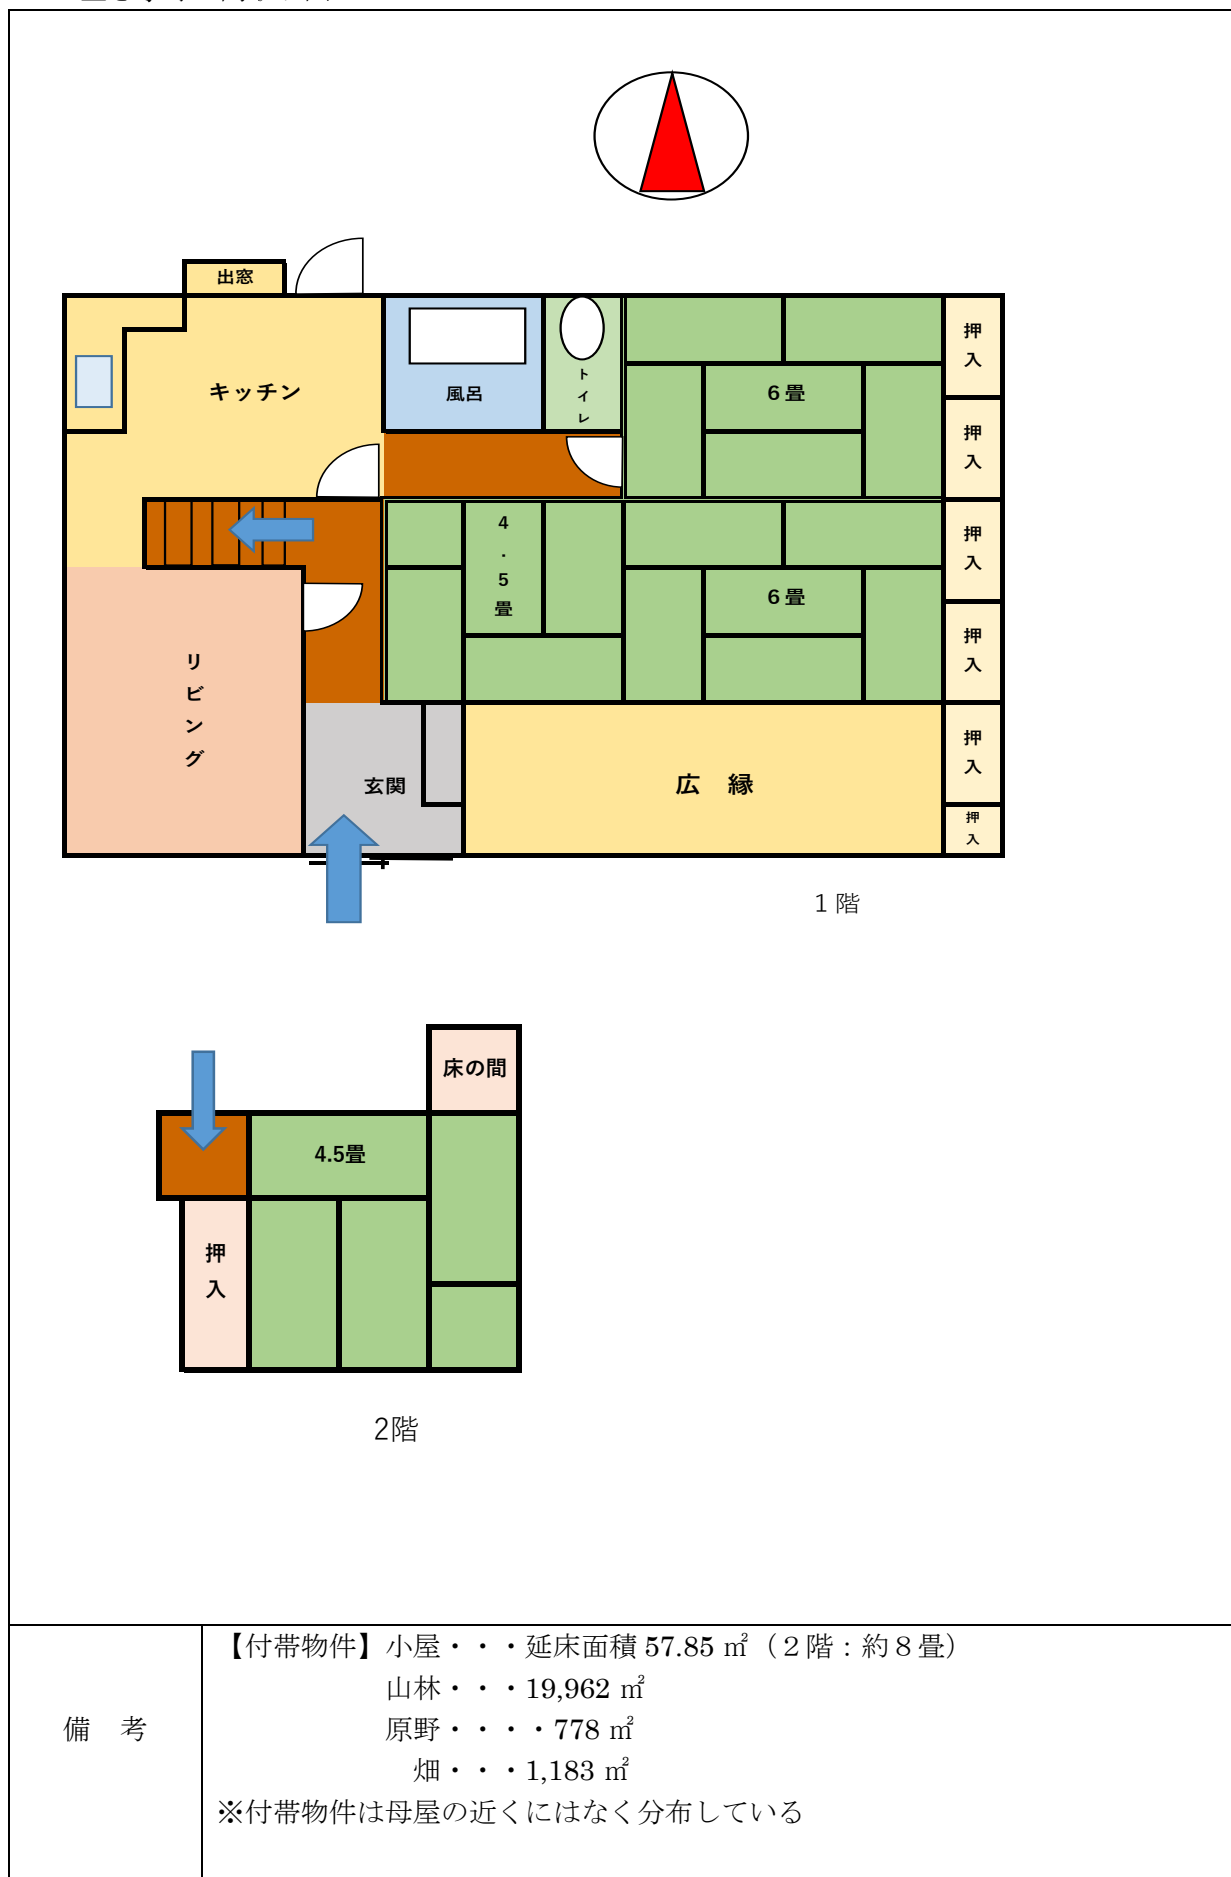 出窓
キッチン
風呂
トイレ
6畳
押入
押入
4.5畳
6畳
押入
押入
リビング
玄関
広 縁
押入
押入
１階
床の間
4.5畳
押入
2階
備 考
【付帯物件】小屋・・・延床面積 57.85 ㎡（２階：約８畳）
山林・・・19,962 ㎡
原野・・・・778 ㎡
畑・・・1,183 ㎡
※付帯物件は母屋の近くにはなく分布している